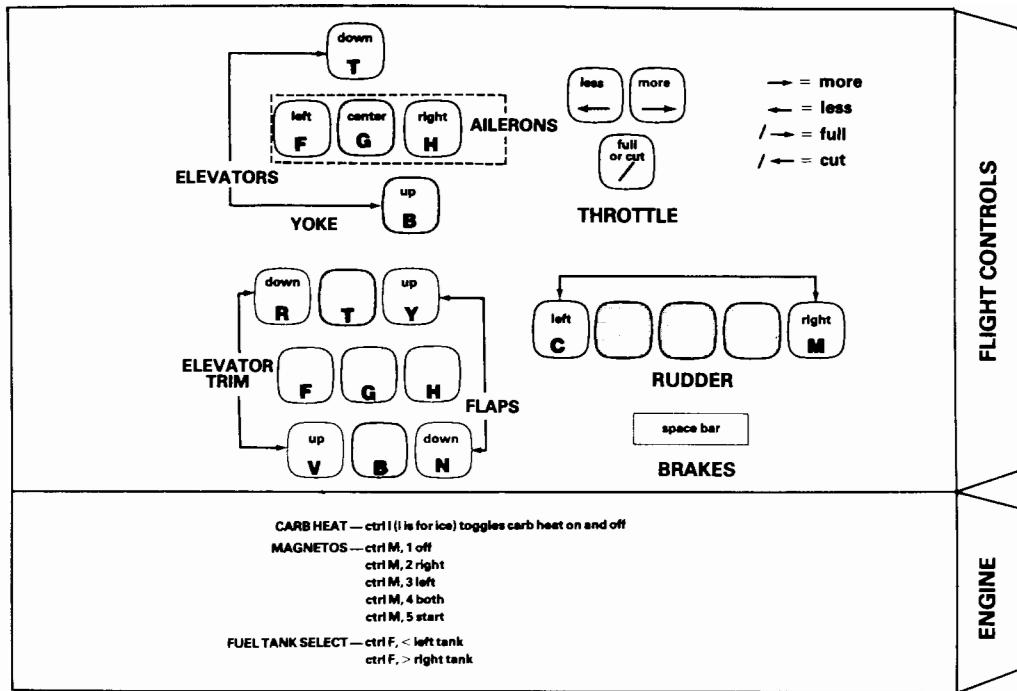 down
T
left
F
center
G
right
H
AILERONS
ELEVATORS
up
B
YOKE
less
←
more
→
full
or cut
/
THROTTLE
→ = more
← = less
/ → = full
/ ← = cut
down
R
T
up
Y
ELEVATOR
TRIM
F
G
H
FLAPS
up
V
B
down
N
left
C
right
M
RUDDER
space bar
BRAKES
FLIGHT CONTROLS
CARB HEAT — ctrl I (i is for ice) toggles carb heat on and off
MAGNETOS — ctrl M, 1 off
ctrl M, 2 right
ctrl M, 3 left
ctrl M, 4 both
ctrl M, 5 start
FUEL TANK SELECT — ctrl F, < left tank
ctrl F, > right tank
ENGINE